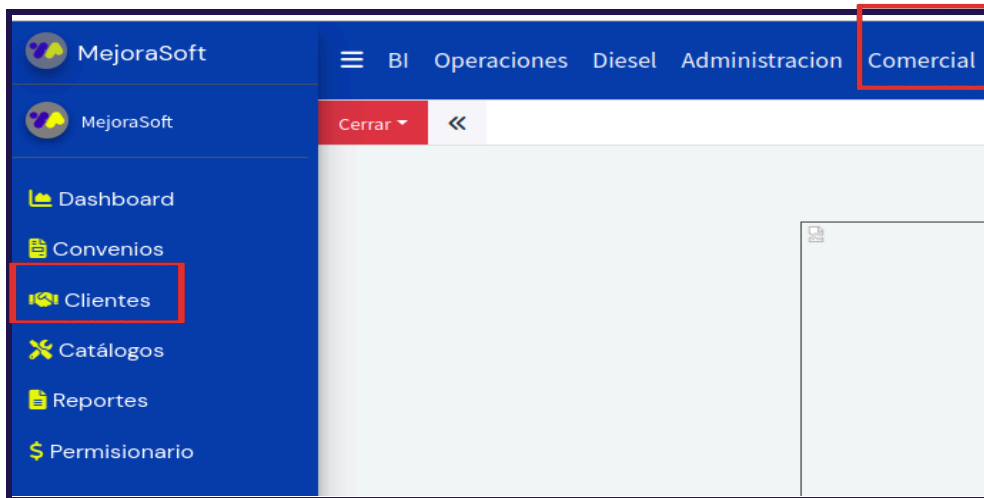 MejoraSoft
BI Operaciones Diesel Administracion Comercial
MejoraSoft
Cerrar
Dashboard
Convenios
Clientes
Catálogos
Reportes
Permisionario